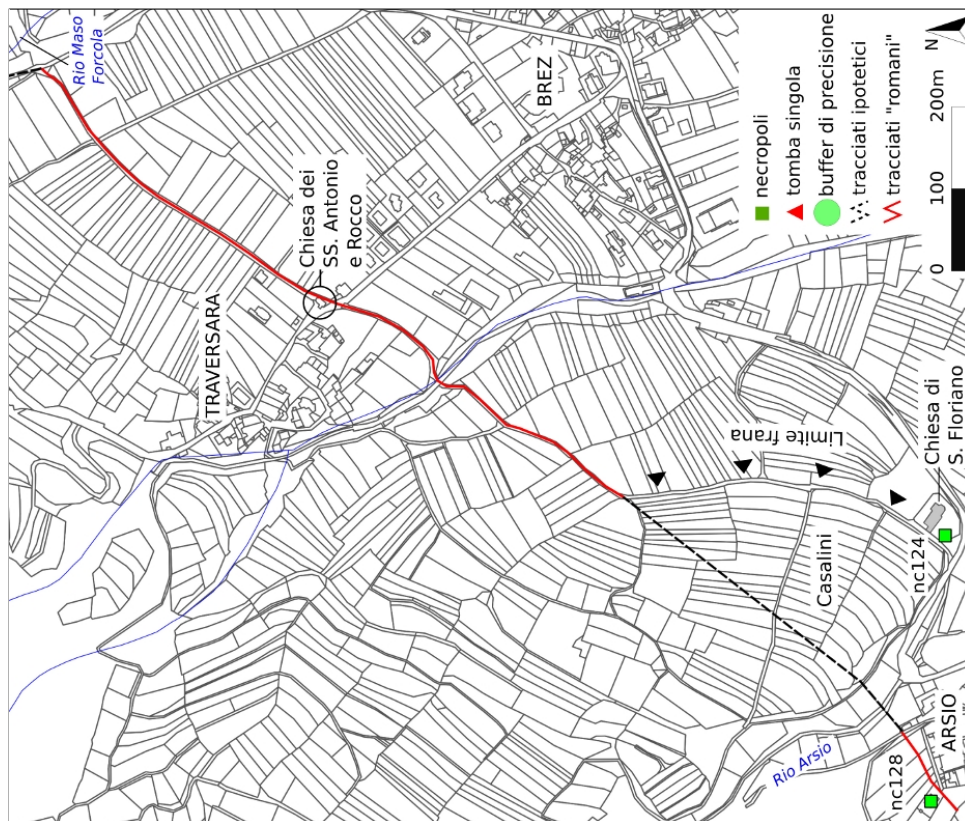 Rio Maso
Forcola
BREZ
Chiesa dei
SS. Antonio
e Rocco
TRAVERSARA
necropoli
tomba singola
buffer di precisione
tracciati ipotetici
tracciati "romani"
N
0 100 200m
Limite frana
Chiesa di
S. Floriano
nc124
Casalini
Rio Arsio
ARSIO
nc128